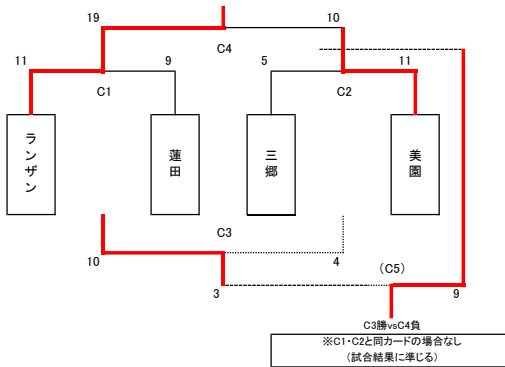 19
10
C4
11
9
5
11
C1
C2
ランザン
蓮田
三郷
美園
C3
10
4
(C5)
3
9
C3勝vsC4負
※C1・C2と同カードの場合なし
(試合結果に準じる)